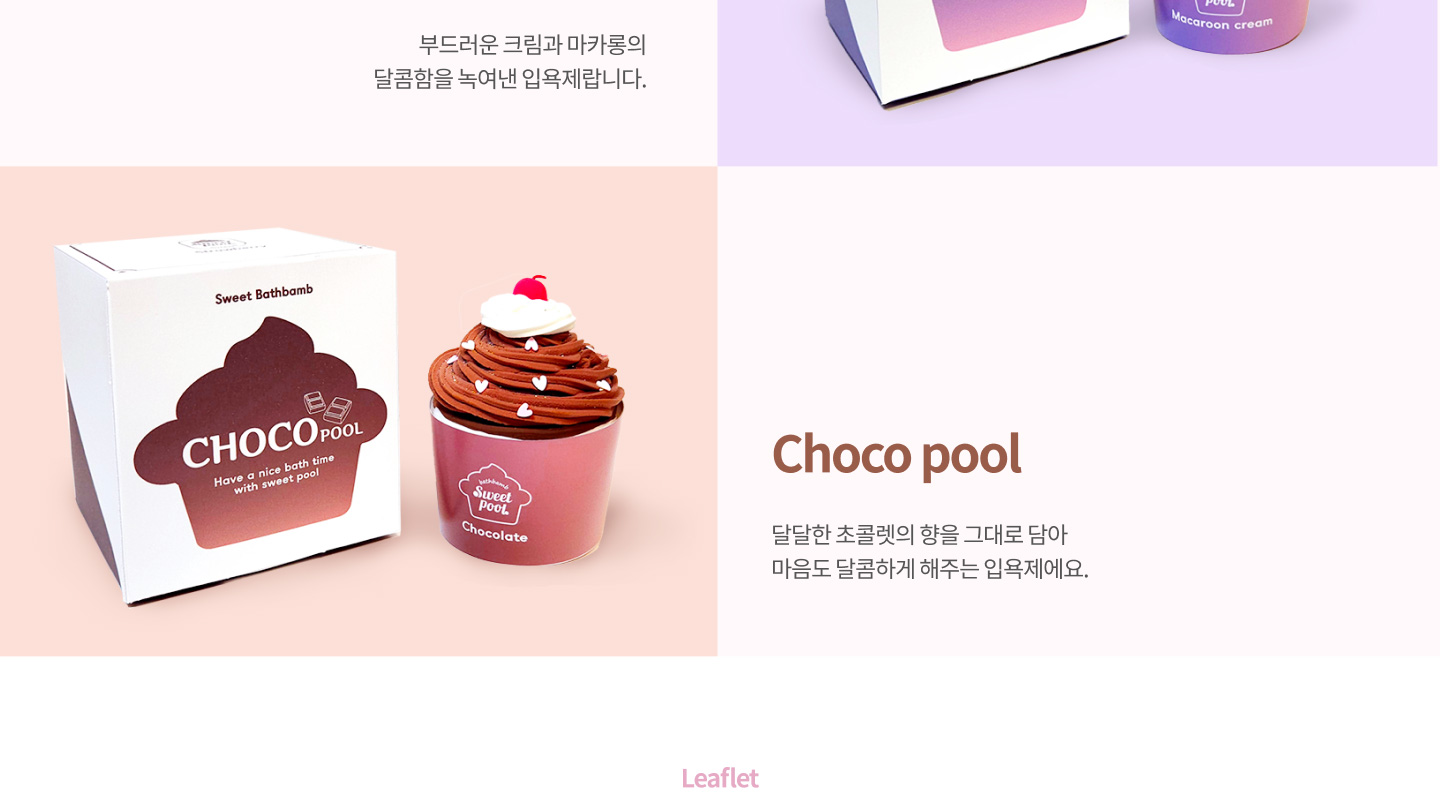 부드러운 크림과 마카롱의
달콤함을 녹여낸 입욕제랍니다.
pool
Macaroon cream
Sweet Bathbamb
CHOCO POOL
Have a nice bath time
with sweet pool
bathbamb
Sweet
pool
Chocolate
Choco pool
달달한 초콜렛의 향을 그대로 담아
마음도 달콤하게 해주는 입욕제에요.
Leaflet